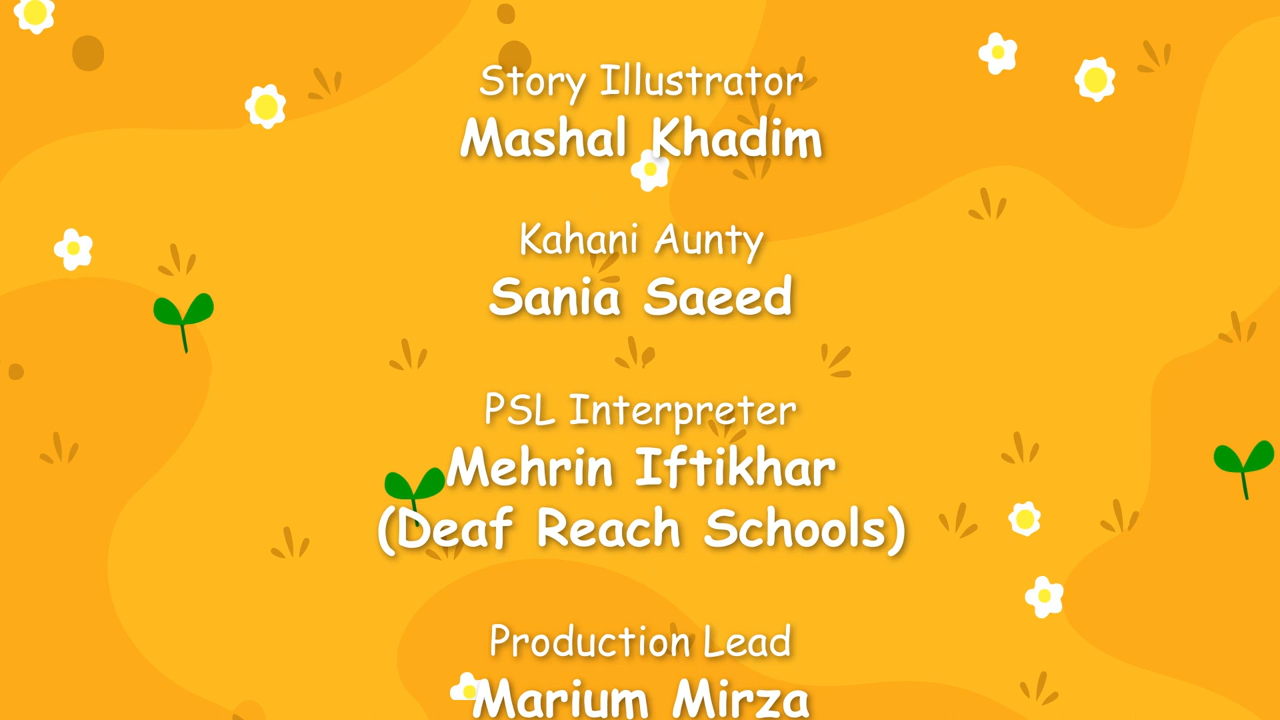 Story Illustrator
Mashal Khadim
Kahani Aunty
Sania Saeed
PSL Interpreter
Mehrin Iftikhar
(Deaf Reach Schools)
Production Lead
Marium Mirza